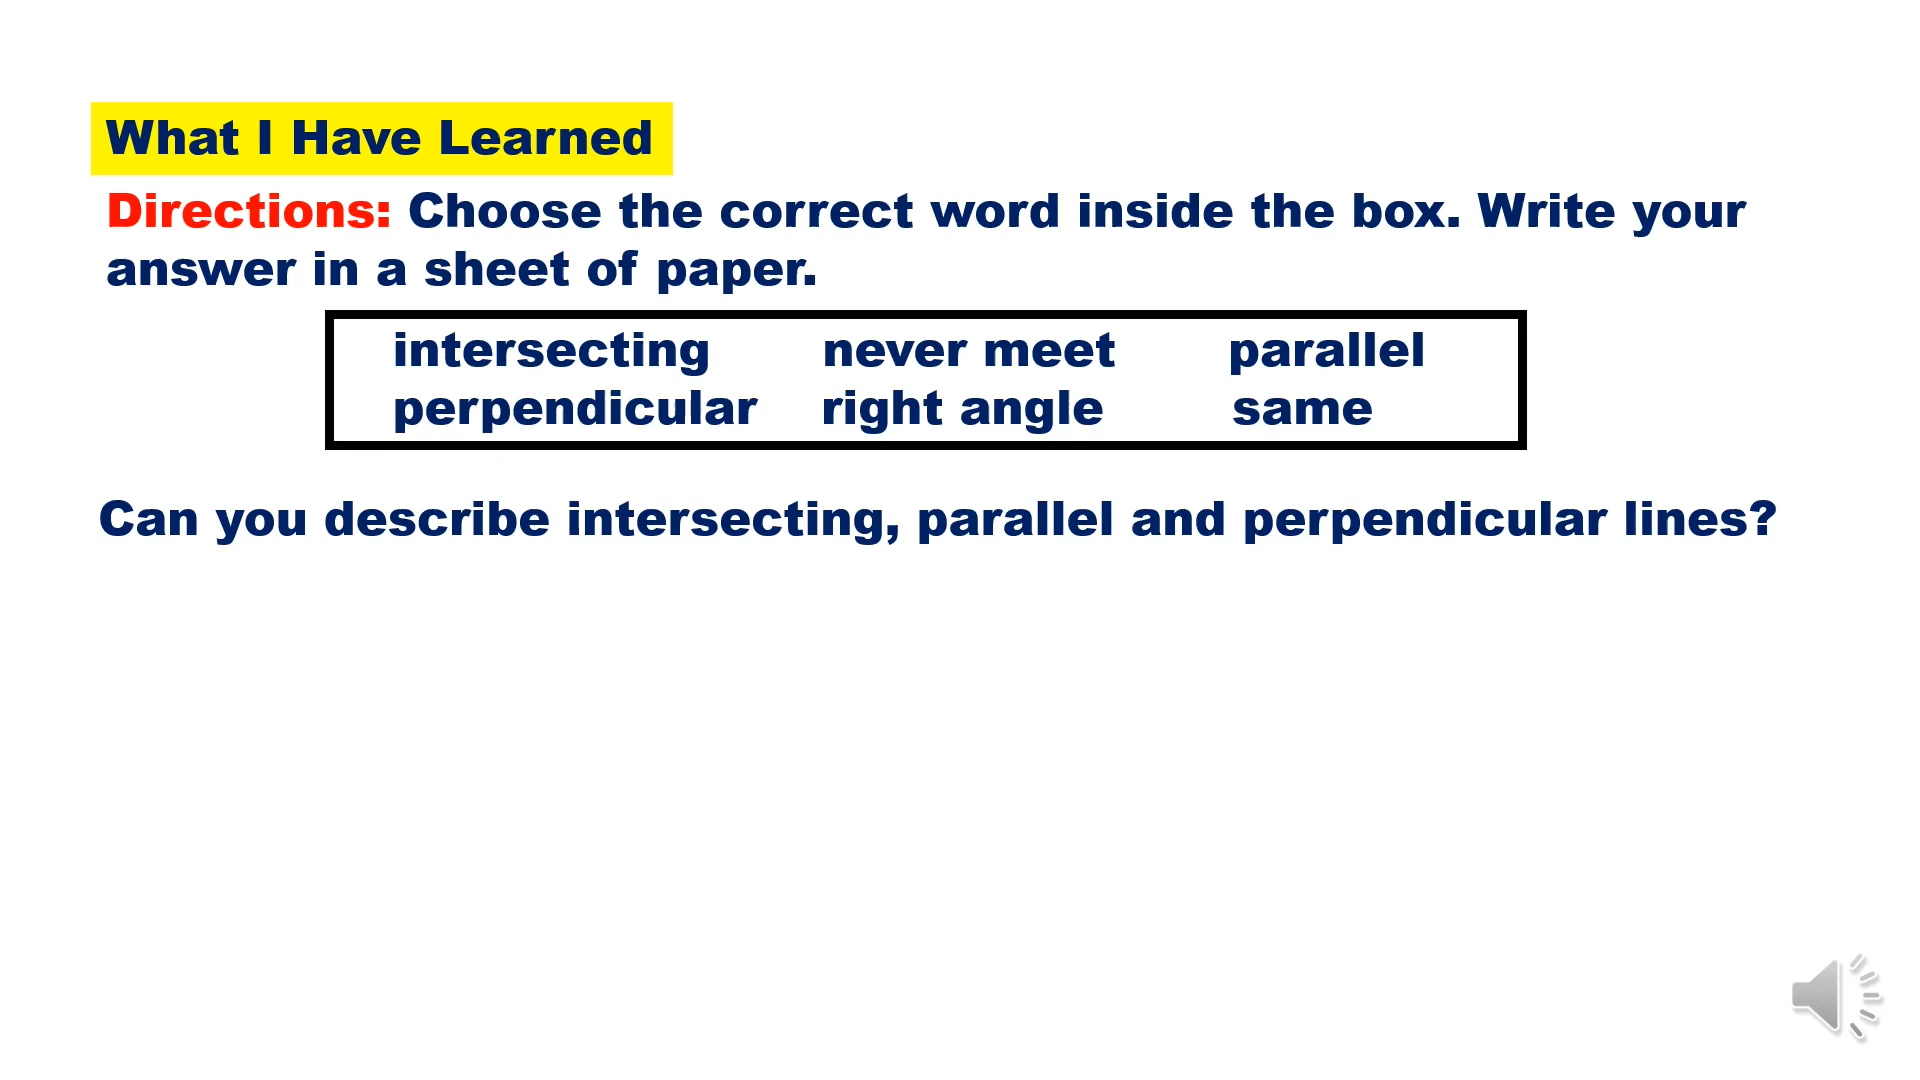 What I Have Learned
Directions: Choose the correct word inside the box. Write your
answer in a sheet of paper.
intersecting never meet parallel
perpendicular right angle same
Can you describe intersecting, parallel and perpendicular lines?